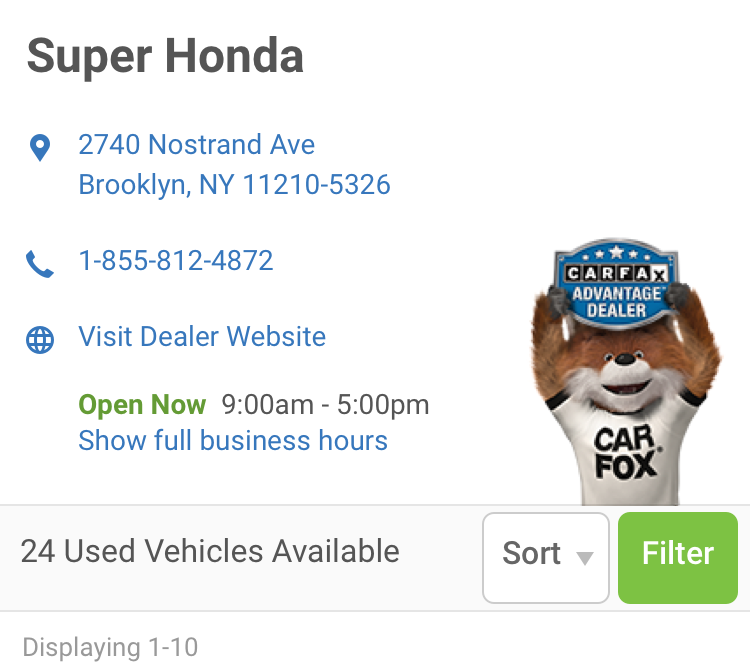 Super Honda
2740 Nostrand Ave
Brooklyn, NY 11210-5326
1-855-812-4872
CARFAX
ADVANTAGE™
DEALER
Visit Dealer Website
Open Now 9:00am - 5:00pm
Show full business hours
CAR
FOX®
24 Used Vehicles Available
Sort
Filter
Displaying 1-10